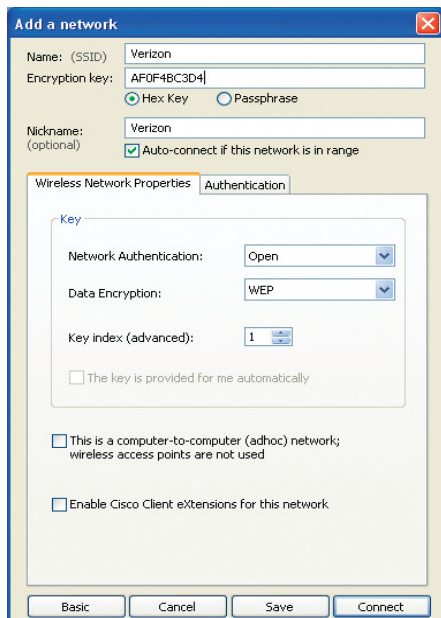 Add a network
Name: (SSID) Verizon
Encryption key: AF0F4BC3D4
Hex Key Passphrase
Nickname: Verizon
(optional)
Auto-connect if this network is in range
Wireless Network Properties Authentication
Key
Network Authentication: Open
Data Encryption: WEP
Key index (advanced): 1
The key is provided for me automatically
This is a computer-to-computer (adhoc) network;
wireless access points are not used
Enable Cisco Client eXtensions for this network
Basic Cancel Save Connect